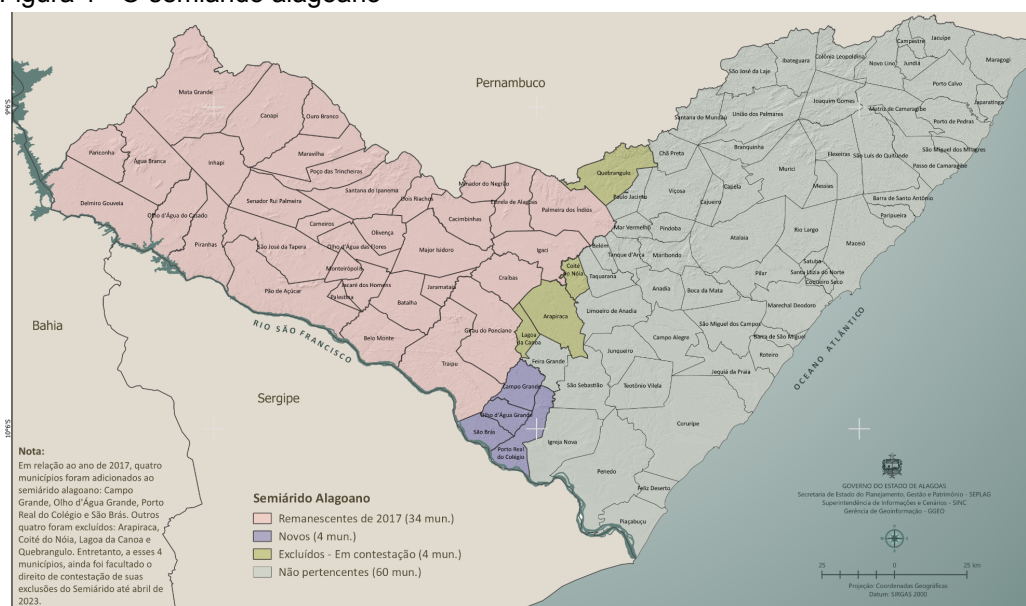 Figura 1 - O semiárido alagoano
Pernambuco
Bahia
Sergipe
RIO SÃO FRANCISCO
OCEANO ATLÂNTICO
9°6'S
10°6'S
Mata Grande
Canapi
Ouro Branco
Pariconha
Água Branca
Inhapi
Maravilha
Poço das Trincheiras
Santana do Ipanema
Delmiro Gouveia
Olho d'Água do Casado
Piranhas
Senador Rui Palmeira
Carneiros
Olivença
Dois Riachos
Cacimbinhas
Minador do Negrão
Estrela de Alagoas
Palmeira dos Índios
Quebrangulo
Paulo Jacinto
São José da Tapera
Olho d'Água das Flores
Major Isidoro
Igaci
Monteirópolis
Jacaré dos Homens
Palestina
Pão de Açúcar
Batalha
Jaramataia
Craíbas
Coité
do Nóia
Arapiraca
Lagoa
da Canoa
Belo Monte
Girau do Ponciano
Traipu
Feira Grande
Campo Grande
Olho d'Água Grande
São Brás
Porto Real
do Colégio
São Sebastião
Igreja Nova
Penedo
Piaçabuçu
Feliz Deserto
Coruripe
Teotônio Vilela
Junqueiro
Limoeiro de Anadia
Campo Alegre
São Miguel dos Campos
Jequiá da Praia
Roteiro
Barra de São Miguel
Marechal Deodoro
Boca da Mata
Anadia
Taquarana
Belém
Tanque d'Arca
Mar Vermelho
Maribondo
Pindoba
Pilar
Atalaia
Viçosa
Chã Preta
Cajueiro
Capela
Santana do Mundaú
União dos Palmares
Branquinha
Murici
Messias
Rio Largo
Satuba
Santa Luzia do Norte
Coqueiro Seco
Maceió
Paripueira
Barra de Santo Antônio
Flexeiras
São Luís do Quitunde
Passo de Camaragibe
São Miguel dos Milagres
Porto de Pedras
Matriz de Camaragibe
Joaquim Gomes
São José da Laje
Ibateguara
Colônia Leopoldina
Novo Lino
Campestre
Jundiá
Jacuípe
Porto Calvo
Japaratinga
Maragogi
Nota:
Em relação ao ano de 2017, quatro
municípios foram adicionados ao
semiárido alagoano: Campo
Grande, Olho d'Água Grande, Porto
Real do Colégio e São Brás. Outros
quatro foram excluídos: Arapiraca,
Coité do Nóia, Lagoa da Canoa e
Quebrangulo. Entretanto, a esses 4
municípios, ainda foi facultado o
direito de contestação de suas
exclusões do Semiárido até abril de
2023.
Semiárido Alagoano
Remanescentes de 2017 (34 mun.)
Novos (4 mun.)
Excluídos - Em contestação (4 mun.)
Não pertencentes (60 mun.)
GOVERNO DO ESTADO DE ALAGOAS
Secretaria de Estado do Planejamento, Gestão e Patrimônio - SEPLAG
Superintendência de Informações e Cenários - SINC
Gerência de Geoinformação - GGEO
25 0 25 km
Projeção: Coordenadas Geográficas
Datum: SIRGAS 2000